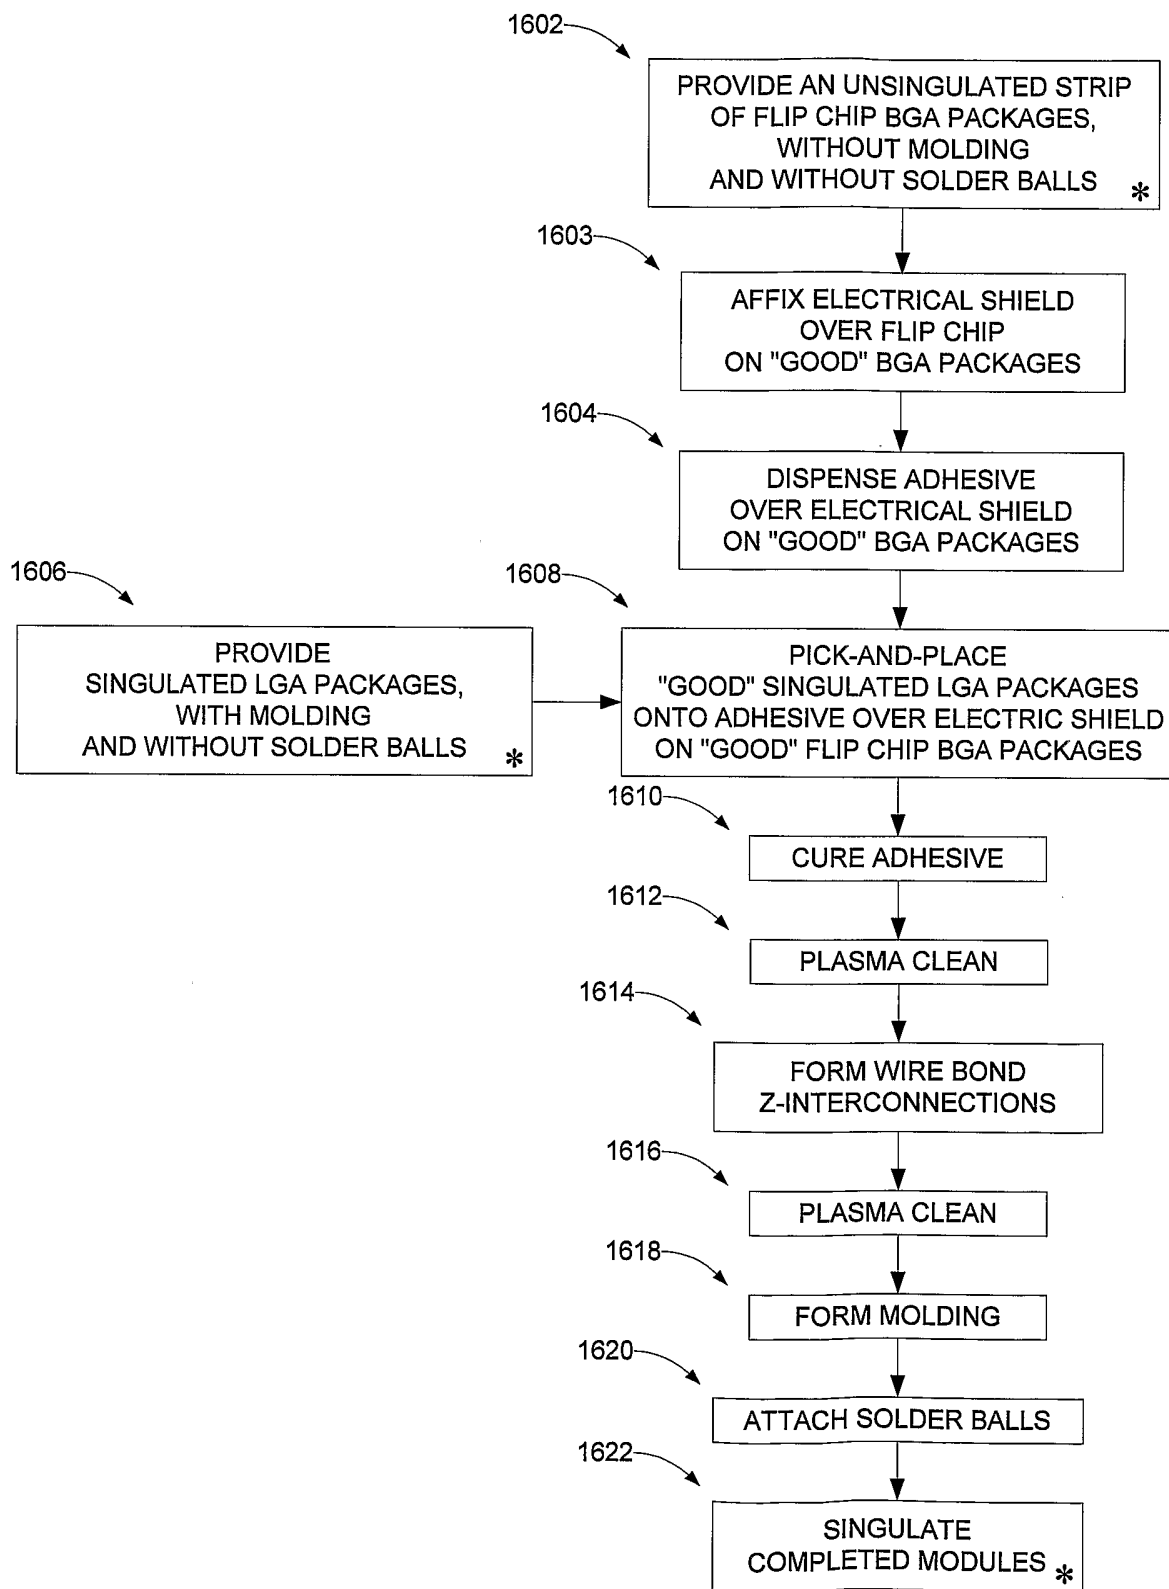 1602
PROVIDE AN UNSINGULATED STRIP
OF FLIP CHIP BGA PACKAGES,
WITHOUT MOLDING
AND WITHOUT SOLDER BALLS *
1603
AFFIX ELECTRICAL SHIELD
OVER FLIP CHIP
ON "GOOD" BGA PACKAGES
1604
DISPENSE ADHESIVE
OVER ELECTRICAL SHIELD
ON "GOOD" BGA PACKAGES
1606
PROVIDE
SINGULATED LGA PACKAGES,
WITH MOLDING
AND WITHOUT SOLDER BALLS *
1608
PICK-AND-PLACE
"GOOD" SINGULATED LGA PACKAGES
ONTO ADHESIVE OVER ELECTRIC SHIELD
ON "GOOD" FLIP CHIP BGA PACKAGES
1610
CURE ADHESIVE
1612
PLASMA CLEAN
1614
FORM WIRE BOND
Z-INTERCONNECTIONS
1616
PLASMA CLEAN
1618
FORM MOLDING
1620
ATTACH SOLDER BALLS
1622
SINGULATE
COMPLETED MODULES *